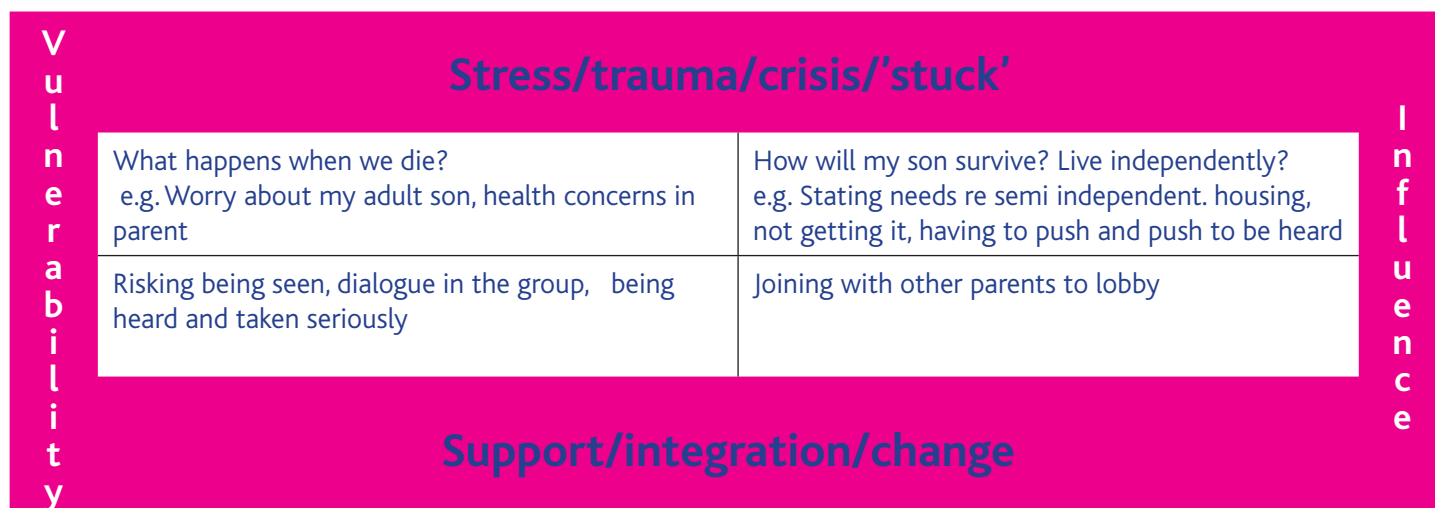 Vulnerability
Stress/trauma/crisis/’stuck’
What happens when we die?
e.g. Worry about my adult son, health concerns in
parent
How will my son survive? Live independently?
e.g. Stating needs re semi independent. housing,
not getting it, having to push and push to be heard
Risking being seen, dialogue in the group, being
heard and taken seriously
Joining with other parents to lobby
Influence
Support/integration/change